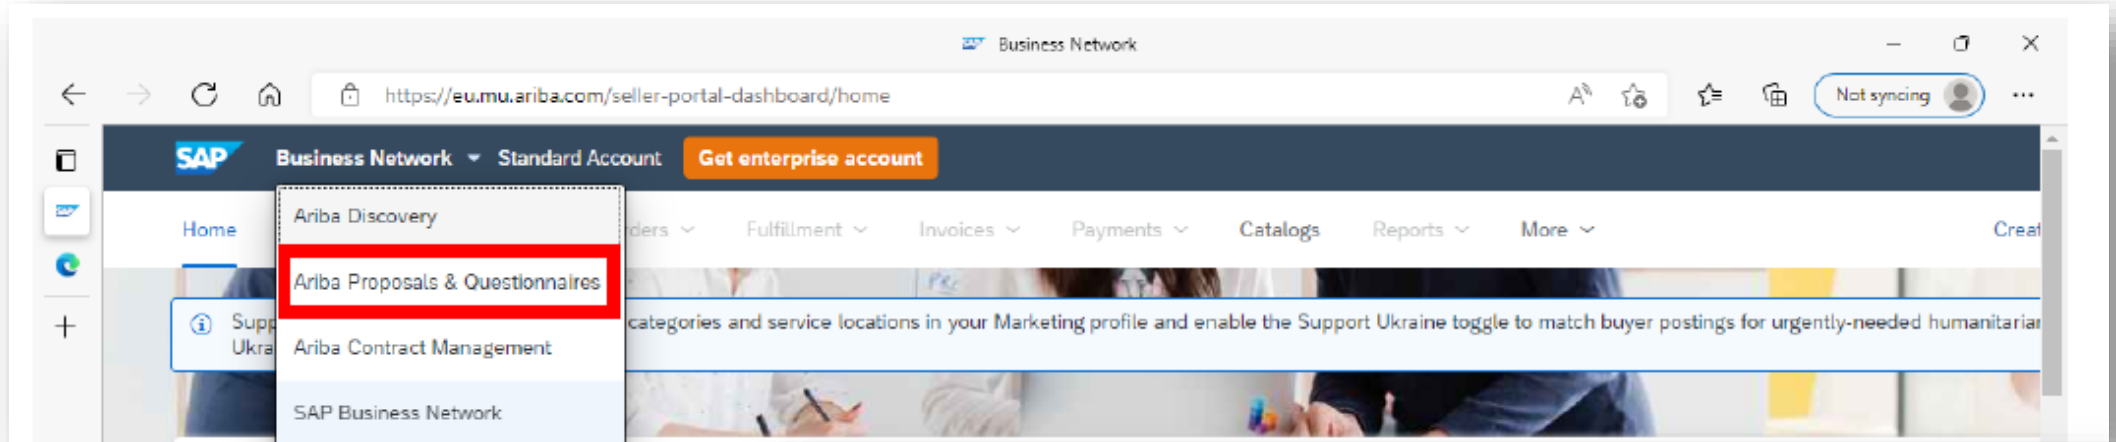 Business Network
https://eu.mu.ariba.com/seller-portal-dashboard/home
Not syncing
SAP Business Network Standard Account Get enterprise account
Home
Ariba Discovery
ders Fulfillment Invoices Payments Catalogs Reports More Creat
Ariba Proposals & Questionnaires
Supp categories and service locations in your Marketing profile and enable the Support Ukraine toggle to match buyer postings for urgently-needed humanitarian
Ukra
Ariba Contract Management
SAP Business Network